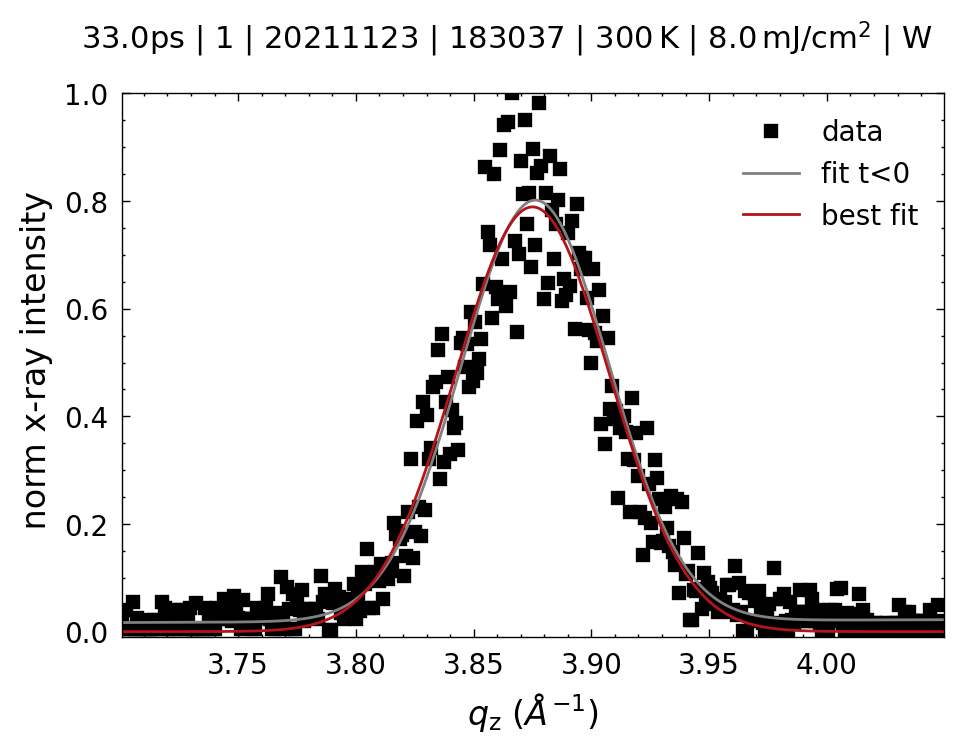 33.0ps | 1 | 20211123 | 183037 | 300 K | 8.0 mJ/cm² | W
1.0
data
fit t<0
0.8
best fit
norm x-ray intensity
0.6
0.4
0.2
0.0
3.75 3.80 3.85 3.90 3.95 4.00
q_z (Å⁻¹)